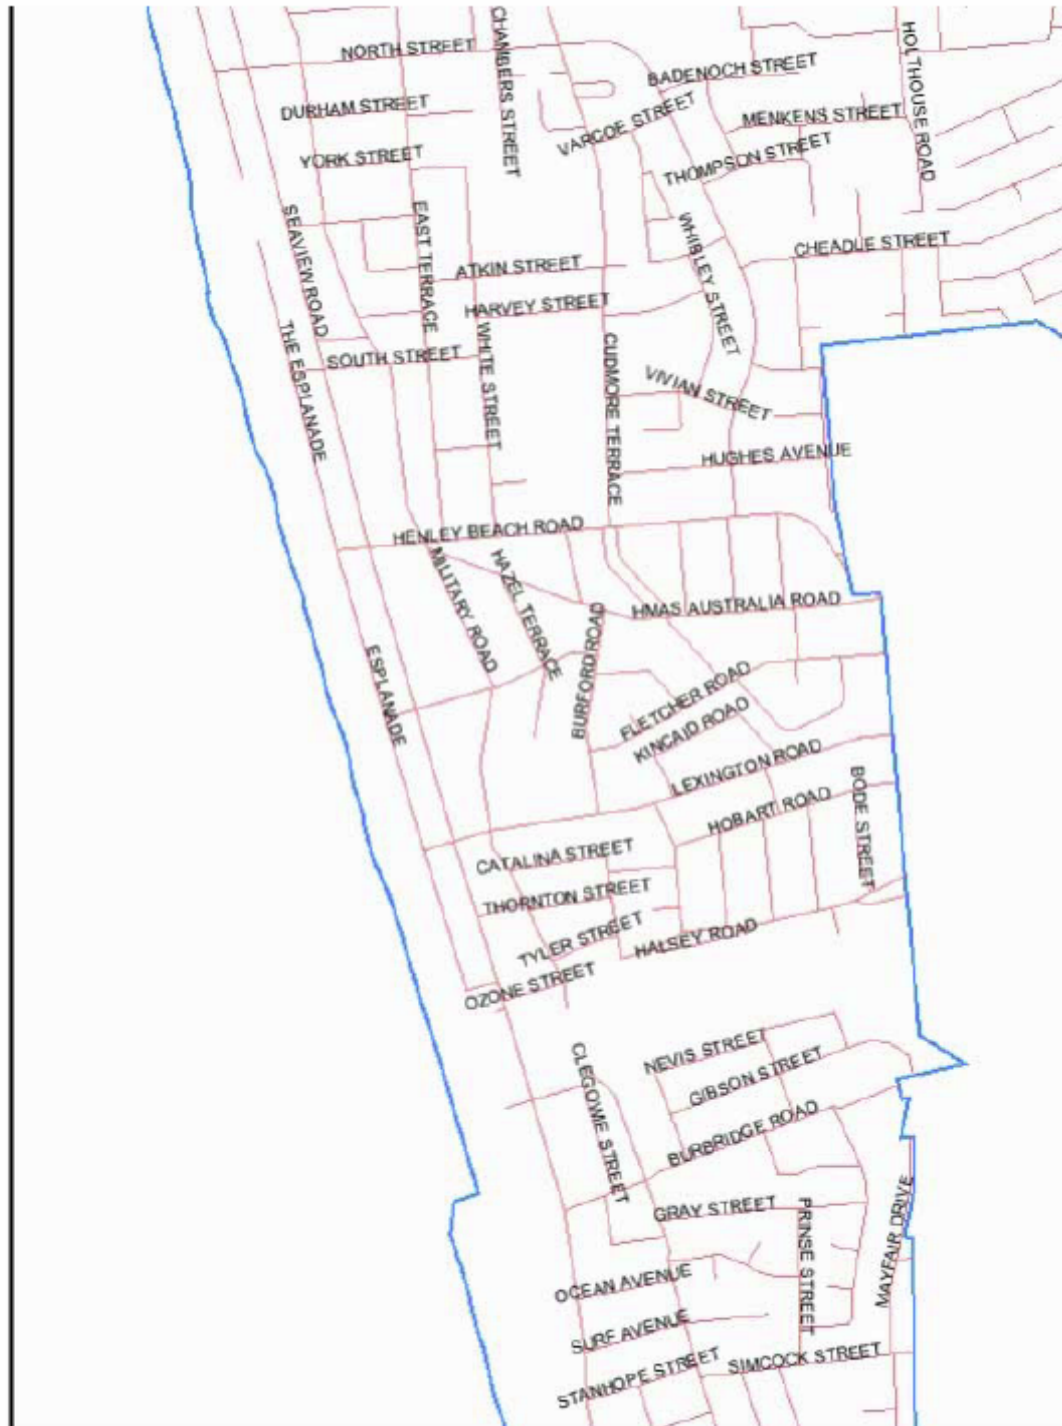 NORTH STREET
CHAMBERS STREET
BADENOCH STREET
HOLTHOUSE ROAD
DURHAM STREET
VARCOE STREET
MENKENS STREET
YORK STREET
THOMPSON STREET
SEAVIEW ROAD
EAST TERRACE
WHIBLEY STREET
CHEADLE STREET
ATKIN STREET
HARVEY STREET
THE ESPLANADE
SOUTH STREET
WHITE STREET
CUDMORE TERRACE
VIVIAN STREET
HUGHES AVENUE
HENLEY BEACH ROAD
MILITARY ROAD
HAZEL TERRACE
HMAS AUSTRALIA ROAD
ESPLANADE
BURFORD ROAD
FLETCHER ROAD
KINCAID ROAD
LEXINGTON ROAD
HOBART ROAD
BODE STREET
CATALINA STREET
THORNTON STREET
TYLER STREET
HALSEY ROAD
OZONE STREET
CLEGOWIE STREET
NEVIS STREET
GIBSON STREET
BURBRIDGE ROAD
GRAY STREET
PRINSE STREET
MAYFAIR DRIVE
OCEAN AVENUE
SURF AVENUE
STANHOPE STREET
SIMCOCK STREET